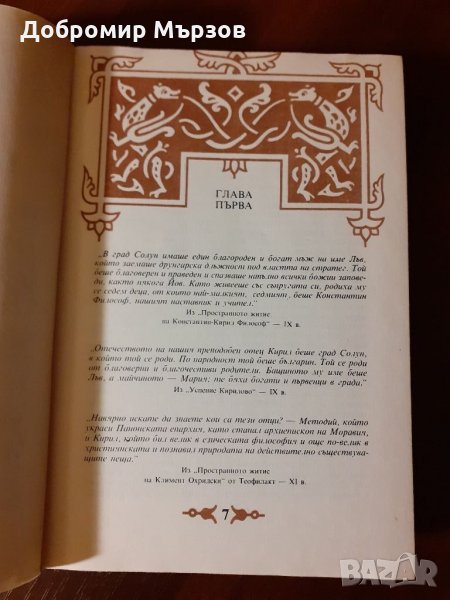 Добромир Мързов
ГЛАВА
ПЪРВА
„В град Солун имаше един благороден и богат мъж на име Лъв,
който заемаше друнгарска длъжност под властта на стратег. Той
беше благоверен и праведен и спазваше напълно всички божии запове-
ди, както някога Йов. Като живееше със съпругата си, родиха му
се седем деца, от които най-малкият, седмият, беше Константин
Философ, нашият наставник и учител.“
Из „Пространното житие
на Константин-Кирил Философ“ — IX в.
„Отечеството на нашия преподобен отец Кирил беше град Солун,
в който той се роди. По народност той беше българин. Той се роди
от благоверни и благочестиви родители. Бащиното му име беше
Лъв, а майчиното — Мария; те бяха богати и първенци в града.“
Из „Успение Кирилово“ — IX в.
„Навярно искате да знаете кои са тези отци? — Методий, който
украси Панонската епархия, като станал архиепископ на Моравия,
и Кирил, който бил велик в езическата философия и още по-велик в
християнската и познавал природата на действително съществува-
щите неща.“
Из „Пространното житие
на Климент Охридски“ от Теофилакт — XI в.
7
BAZAR